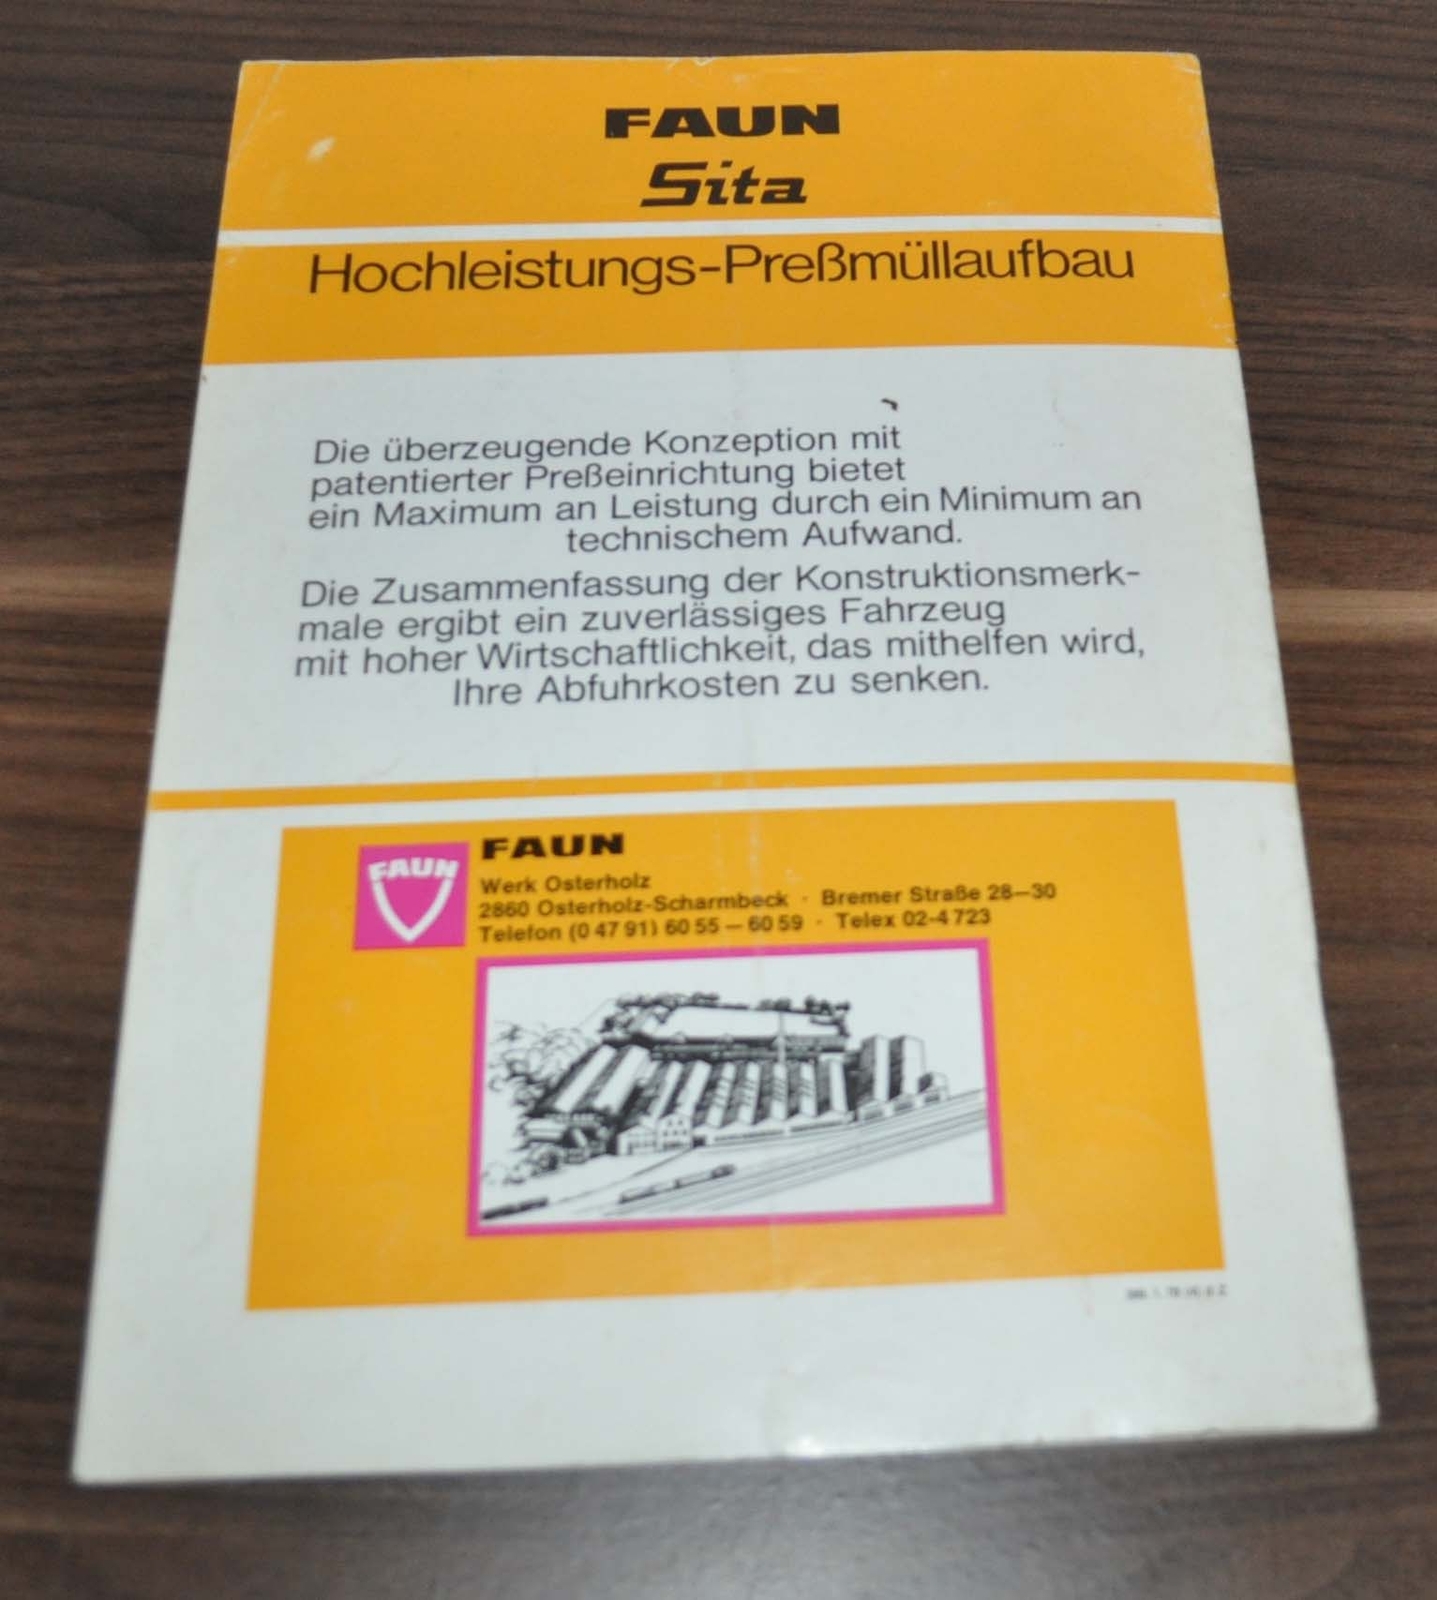 FAUN
Sita
Hochleistungs-Preßmüllaufbau
Die überzeugende Konzeption mit
patentierter Preßeinrichtung bietet
ein Maximum an Leistung durch ein Minimum an
technischem Aufwand.
Die Zusammenfassung der Konstruktionsmerk-
male ergibt ein zuverlässiges Fahrzeug
mit hoher Wirtschaftlichkeit, das mithelfen wird,
Ihre Abfuhrkosten zu senken.
FAUN
FAUN
Werk Osterholz
2860 Osterholz-Scharmbeck · Bremer Straße 28–30
Telefon (0 47 91) 60 55 – 60 59 · Telex 02-4 723